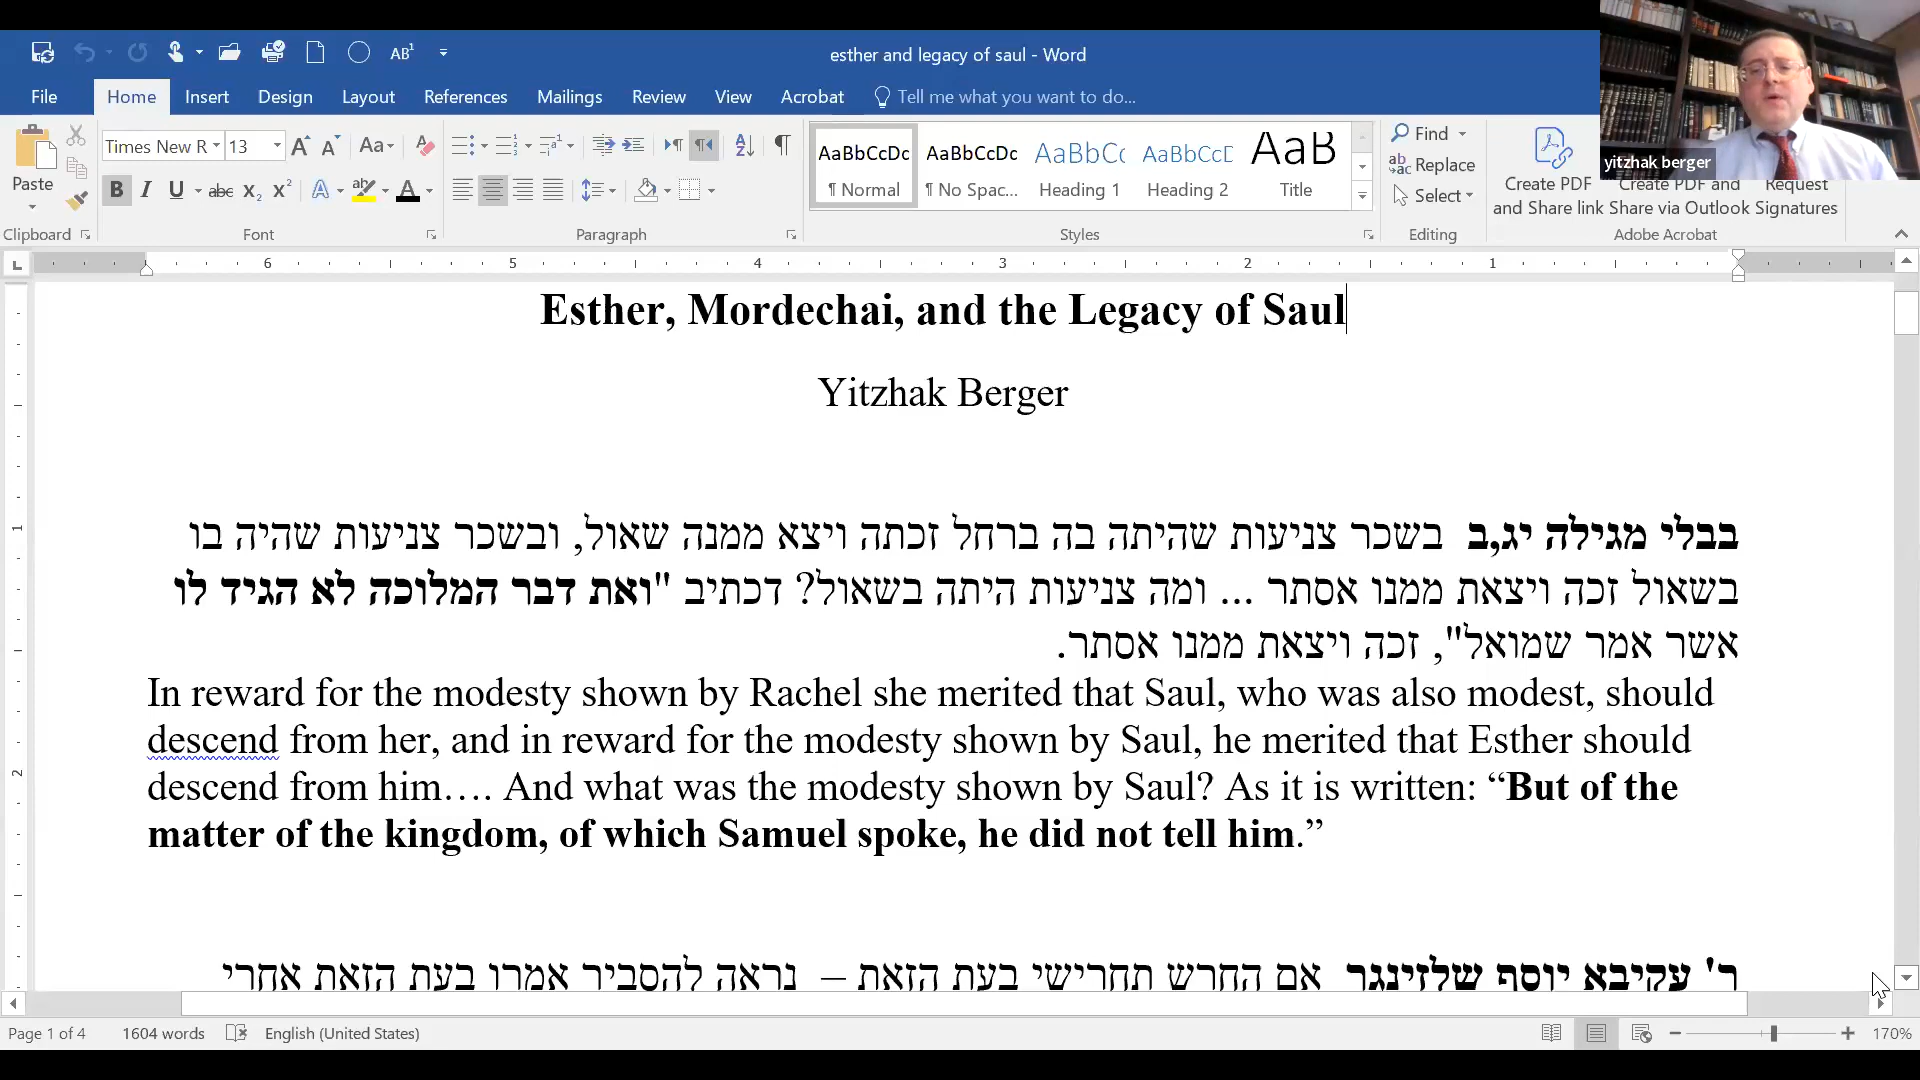 esther and legacy of saul - Word
File Home Insert Design Layout References Mailings Review View Acrobat Tell me what you want to do...
Times New R 13
Paste
Clipboard Font Paragraph
AaBbCcDc AaBbCcDc AaBbCc AaBbCcD AaB
¶ Normal ¶ No Spac... Heading 1 Heading 2 Title
Styles
Find
Replace
Select
Editing
Create PDF and Share link
Create PDF and Share via Outlook
Request Signatures
Adobe Acrobat
yitzhak berger
6 5 4 3 2 1
Esther, Mordechai, and the Legacy of Saul
Yitzhak Berger
בבלי מגילה יג,ב בשכר צניעות שהיתה בה ברחל זכתה ויצא ממנה שאול, ובשכר צניעות שהיה בו
בשאול זכה ויצאת ממנו אסתר ... ומה צניעות היתה בשאול? דכתיב "ואת דבר המלוכה לא הגיד לו
אשר אמר שמואל", זכה ויצאת ממנו אסתר.
In reward for the modesty shown by Rachel she merited that Saul, who was also modest, should
descend from her, and in reward for the modesty shown by Saul, he merited that Esther should
descend from him…. And what was the modesty shown by Saul? As it is written: “But of the
matter of the kingdom, of which Samuel spoke, he did not tell him.”
ר' עקיבא יוסף שלזינגר אם החרש תחרישי בעת הזאת – נראה להסביר אמרו בעת הזאת אחרי
Page 1 of 4 1604 words English (United States) 170%